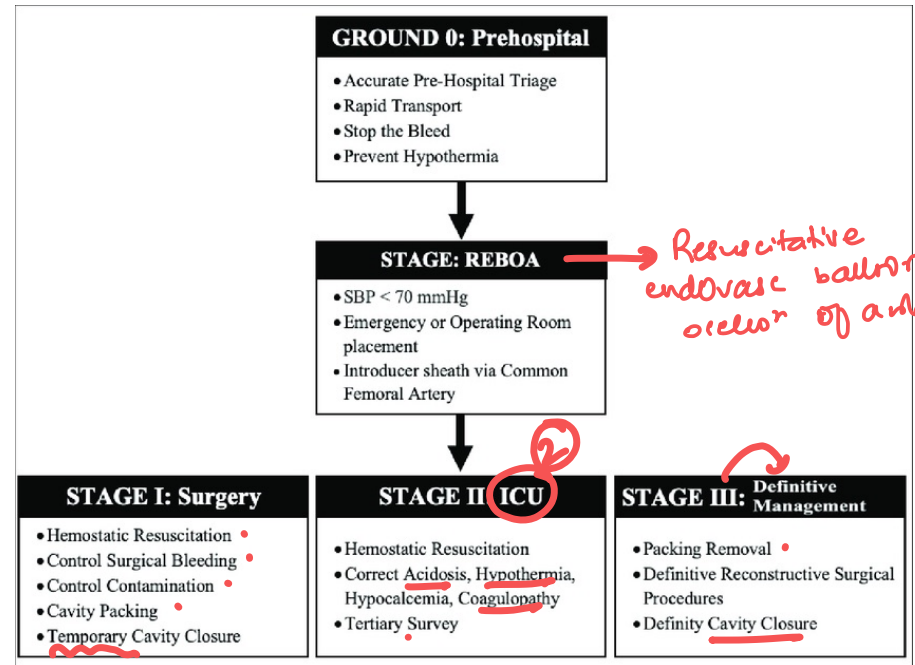 GROUND 0: Prehospital
•Accurate Pre-Hospital Triage
•Rapid Transport
•Stop the Bleed
•Prevent Hypothermia
STAGE: REBOA
Resuscitative
endovasc balloon
of
•SBP < 70 mmHg
•Emergency or Operating Room
placement
•Introducer sheath via Common
Femoral Artery
STAGE I: Surgery
•Hemostatic Resuscitation
•Control Surgical Bleeding
•Control Contamination
•Cavity Packing
•Temporary Cavity Closure
STAGE II: ICU
2
•Hemostatic Resuscitation
•Correct Acidosis, Hypothermia,
Hypocalcemia, Coagulopathy
•Tertiary Survey
STAGE III: Definitive
Management
•Packing Removal
•Definitive Reconstructive Surgical
Procedures
•Definity Cavity Closure